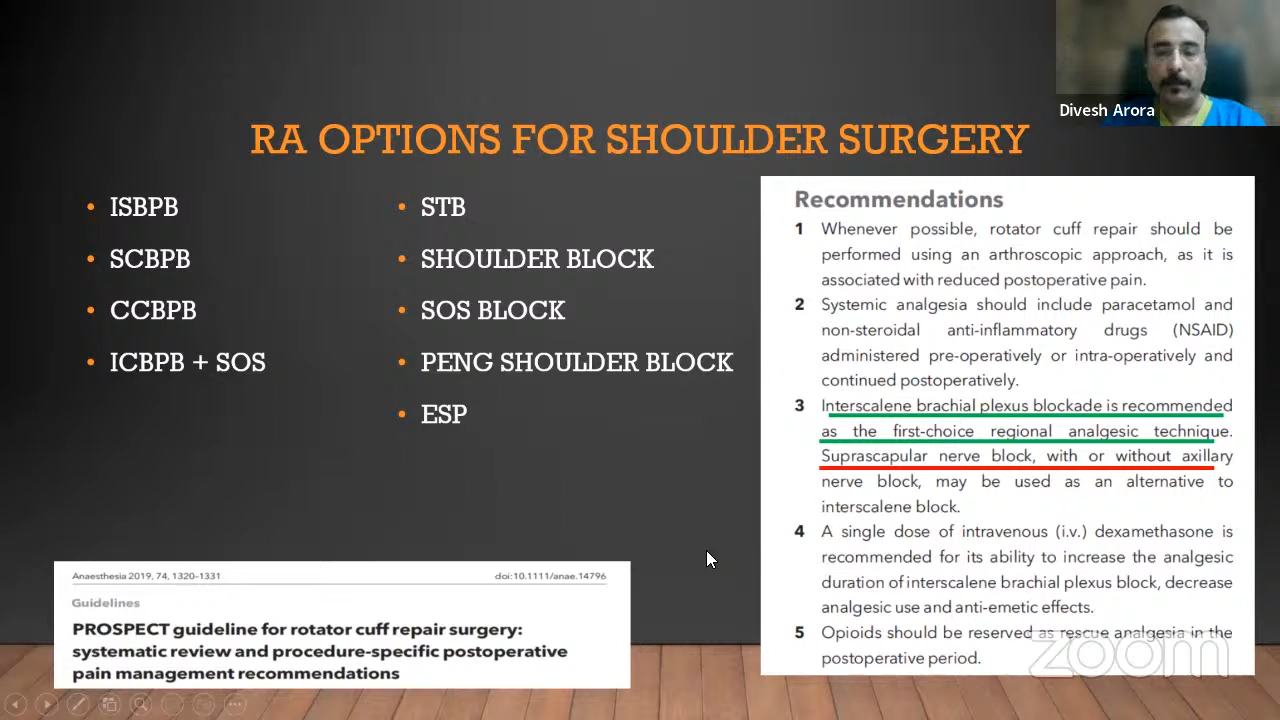 Divesh Arora
RA OPTIONS FOR SHOULDER SURGERY
• ISBPB
• SCBPB
• CCBPB
• ICBPB + SOS
• STB
• SHOULDER BLOCK
• SOS BLOCK
• PENG SHOULDER BLOCK
• ESP
Recommendations
1 Whenever possible, rotator cuff repair should be
performed using an arthroscopic approach, as it is
associated with reduced postoperative pain.
2 Systemic analgesia should include paracetamol and
non-steroidal anti-inflammatory drugs (NSAID)
administered pre-operatively or intra-operatively and
continued postoperatively.
3 Interscalene brachial plexus blockade is recommended
as the first-choice regional analgesic technique.
Suprascapular nerve block, with or without axillary
nerve block, may be used as an alternative to
interscalene block.
4 A single dose of intravenous (i.v.) dexamethasone is
recommended for its ability to increase the analgesic
duration of interscalene brachial plexus block, decrease
analgesic use and anti-emetic effects.
5 Opioids should be reserved as rescue analgesia in the
postoperative period.
zoom
Anaesthesia 2019, 74, 1320–1331 doi:10.1111/anae.14796
Guidelines
PROSPECT guideline for rotator cuff repair surgery:
systematic review and procedure-specific postoperative
pain management recommendations